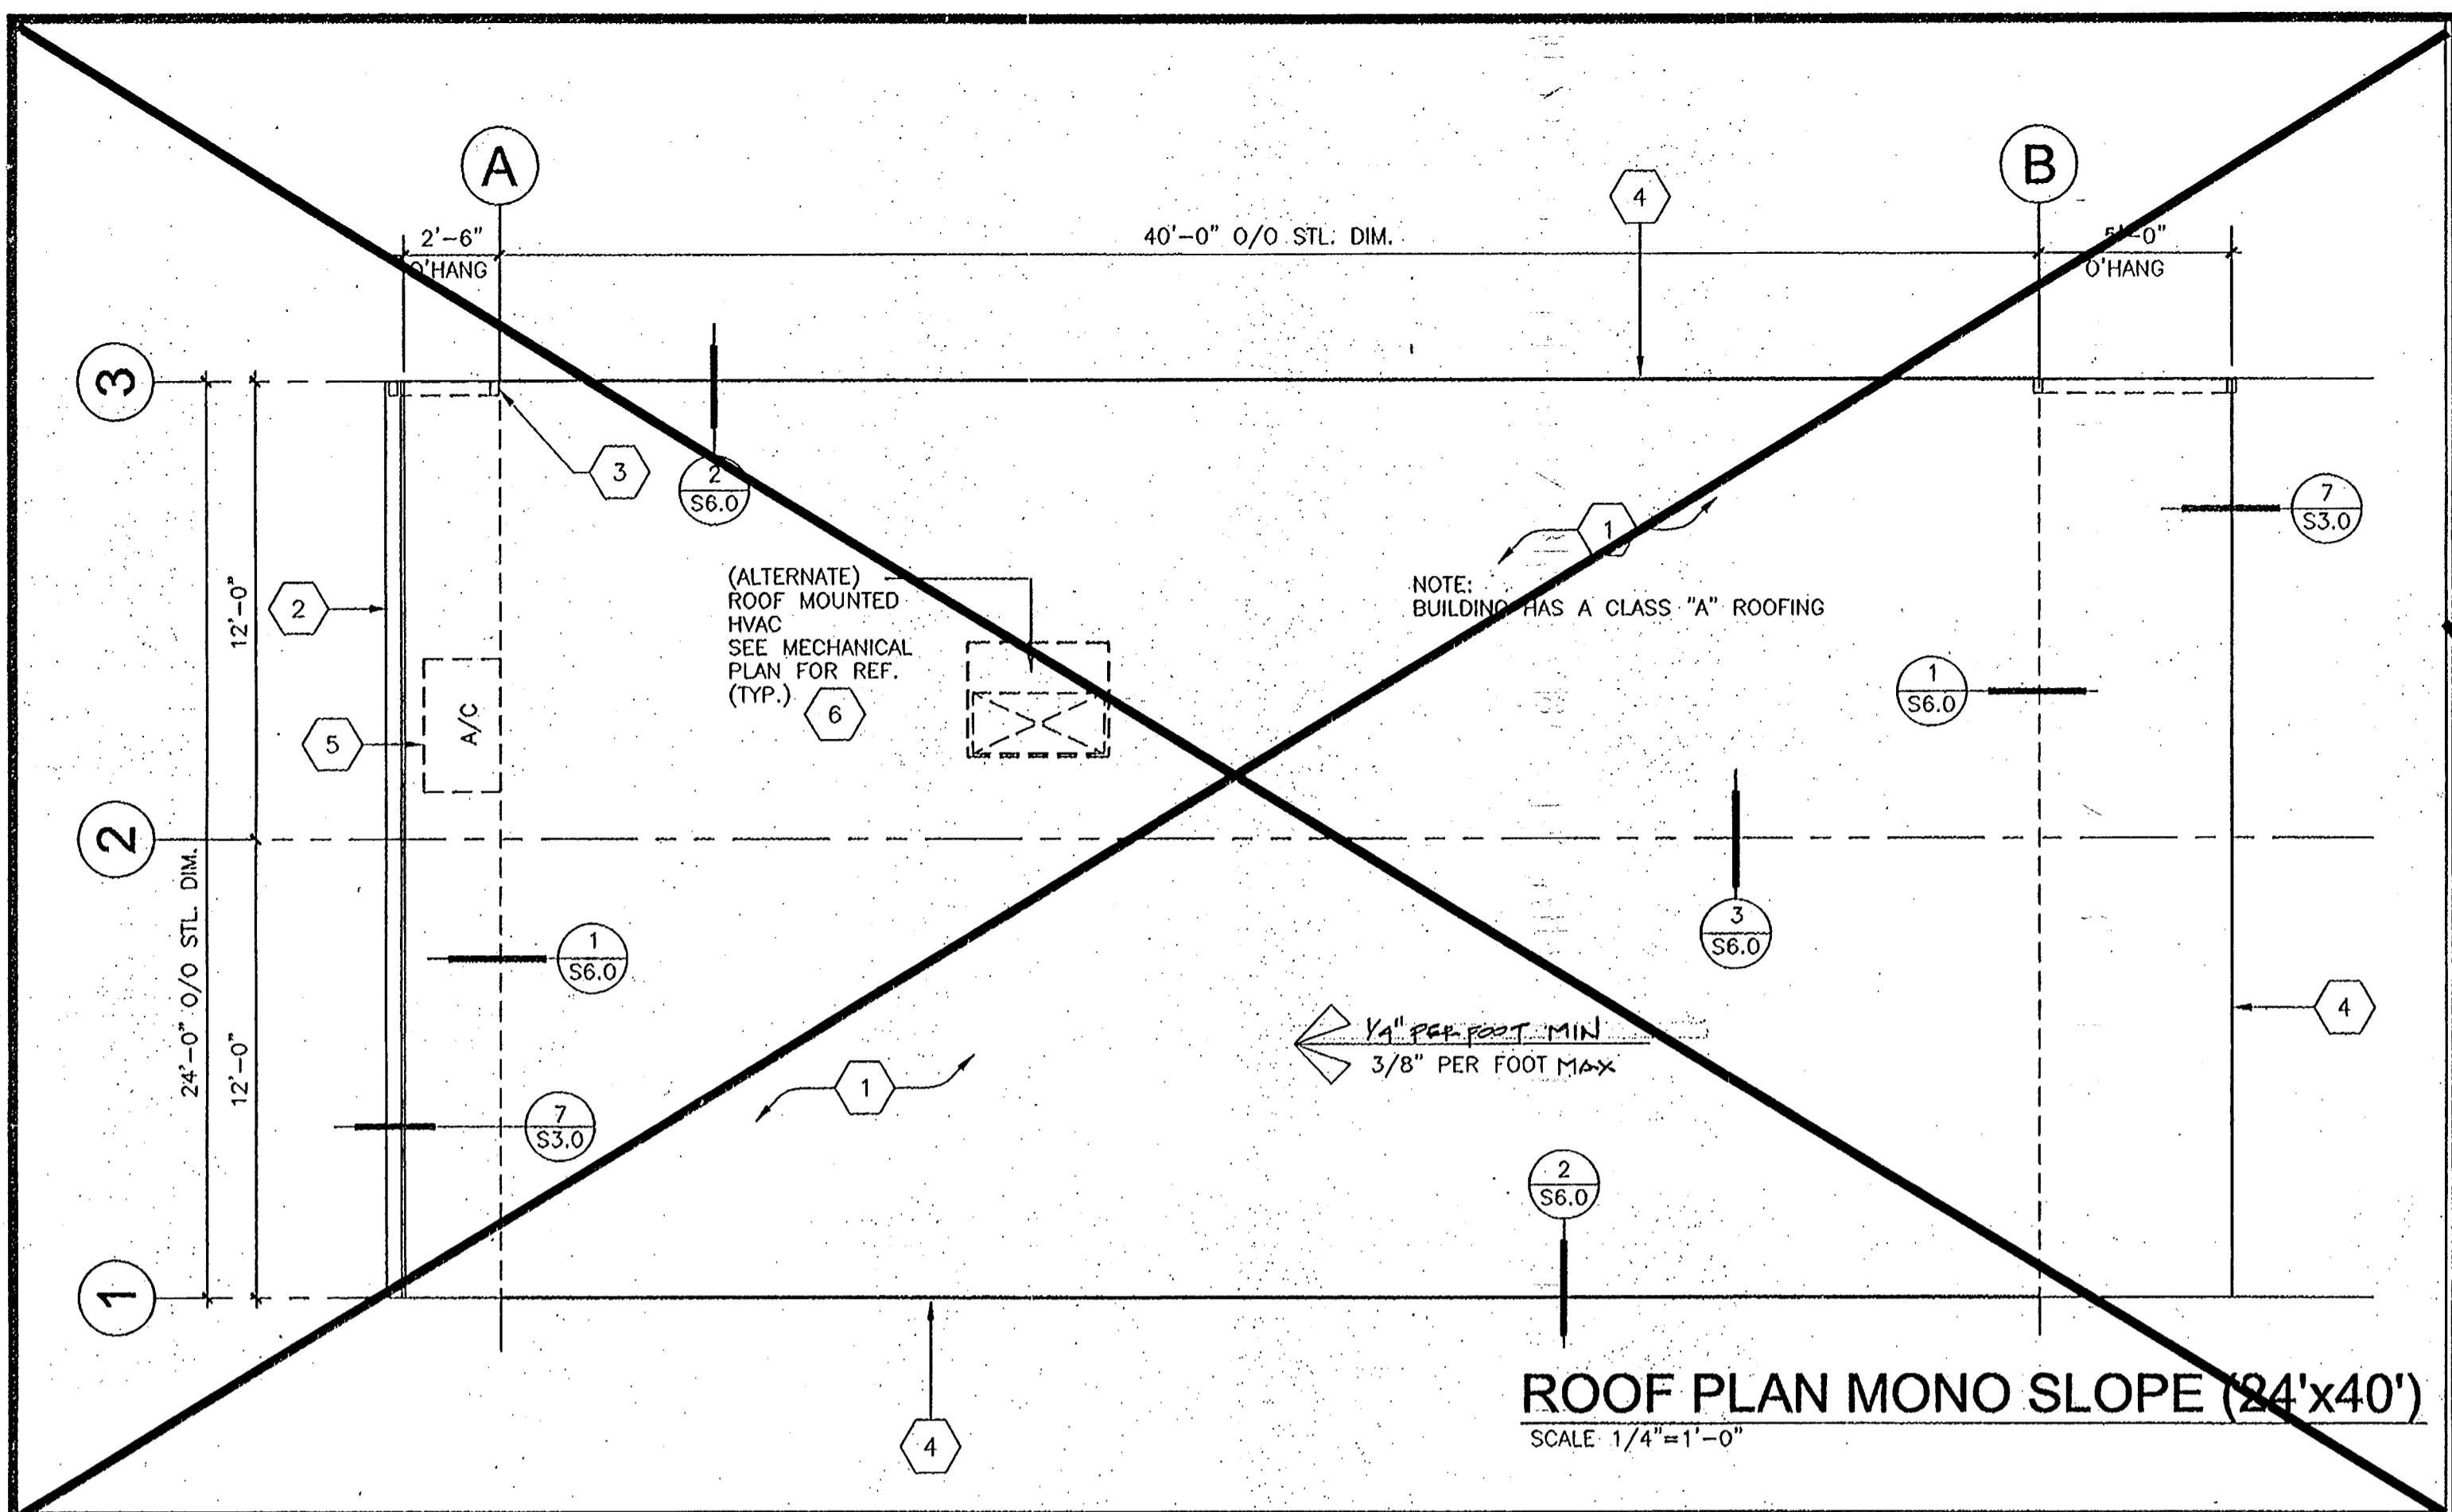 A
B
4
2'-6"
O'HANG
40'-0" O/O STL. DIM.
5'-0"
O'HANG
3
3
2
S6.0
7
S3.0
1
(ALTERNATE)
ROOF MOUNTED
HVAC
SEE MECHANICAL
PLAN FOR REF.
(TYP.)
6
NOTE:
BUILDING HAS A CLASS "A" ROOFING
2
12'-0"
5
A/C
1
S6.0
2
24'-0" O/O STL. DIM.
12'-0"
1
S6.0
3
S6.0
4
1/4" PER FOOT MIN
3/8" PER FOOT MAX
1
7
S3.0
2
S6.0
1
4
ROOF PLAN MONO SLOPE (24'x40')
SCALE 1/4"=1'-0"